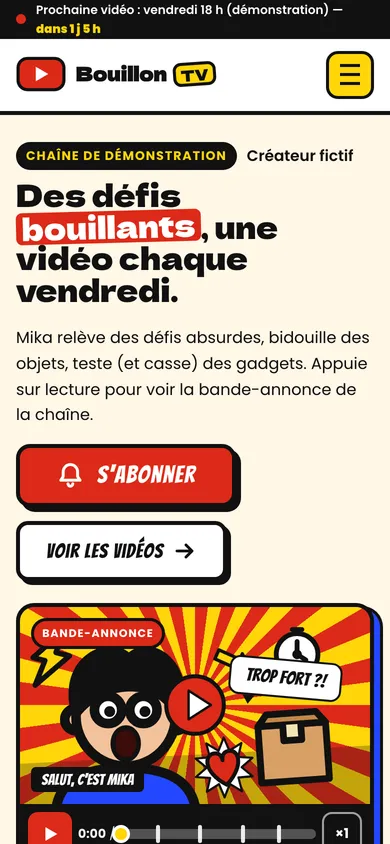 Prochaine vidéo : vendredi 18 h (démonstration) —
dans 1 j 5 h
Bouillon TV
CHAÎNE DE DÉMONSTRATION Créateur fictif
Des défis
bouillants, une
vidéo chaque
vendredi.
Mika relève des défis absurdes, bidouille des
objets, teste (et casse) des gadgets. Appuie
sur lecture pour voir la bande-annonce de
la chaîne.
S'ABONNER
VOIR LES VIDÉOS →
BANDE-ANNONCE
TROP FORT ?!
SALUT, C'EST MIKA
0:00 /
×1